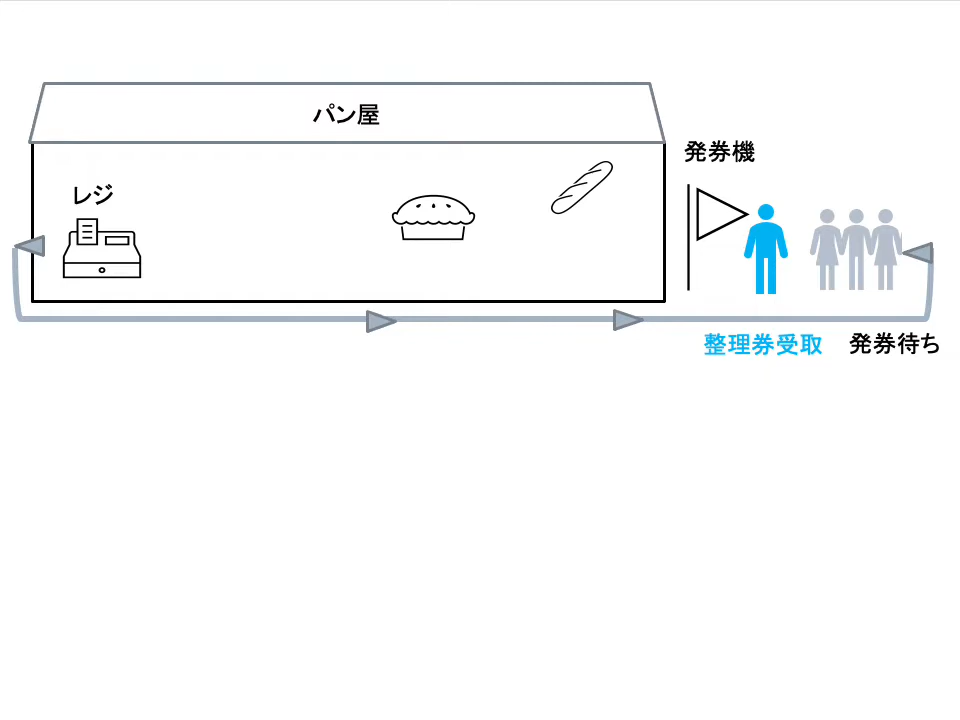 パン屋
発券機
レジ
整理券受取
発券待ち